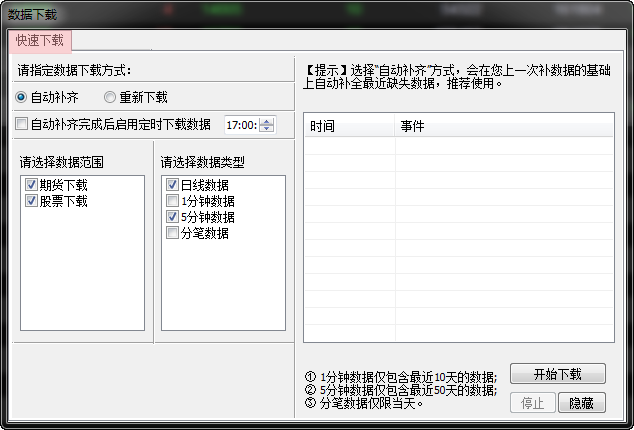 数据下载
快速下载
请指定数据下载方式：
自动补齐
重新下载
自动补齐完成后启用定时下载数据
17:00:
请选择数据范围
期货下载
股票下载
请选择数据类型
日线数据
1分钟数据
5分钟数据
分笔数据
【提示】选择"自动补齐"方式，会在您上一次补数据的基础
上自动补全最近缺失数据，推荐使用。
时间
事件
① 1分钟数据仅包含最近10天的数据;
② 5分钟数据仅包含最近50天的数据;
③ 分笔数据仅限当天。
开始下载
停止
隐藏